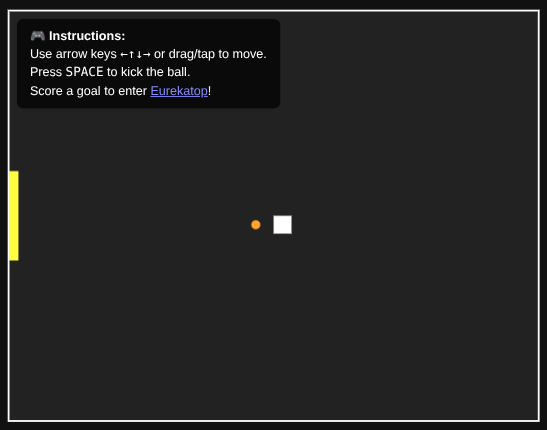 🎮 Instructions:
Use arrow keys ←↑↓→ or drag/tap to move.
Press SPACE to kick the ball.
Score a goal to enter Eurekatop!